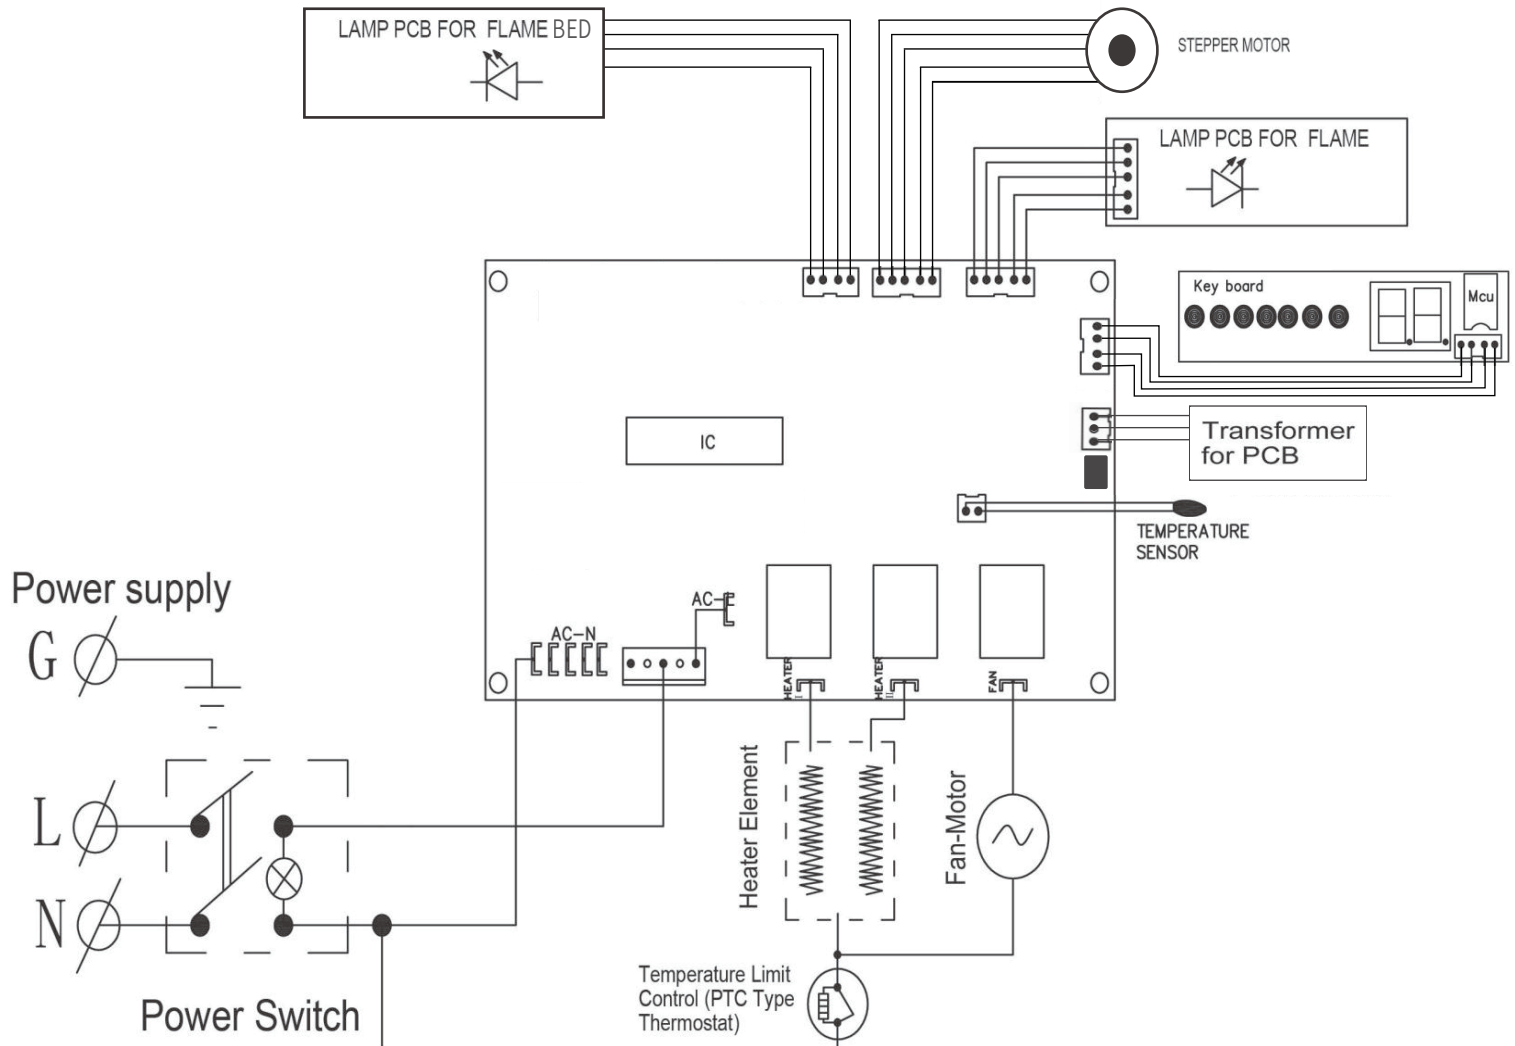 LAMP PCB FOR FLAME BED
STEPPER MOTOR
LAMP PCB FOR FLAME
Key board
Mcu
IC
Transformer
for PCB
TEMPERATURE
SENSOR
Power supply
G
AC-N
AC-L
HEATER
I
HEATER
II
FAN
L
N
Power Switch
Heater Element
Fan-Motor
Temperature Limit
Control (PTC Type
Thermostat)